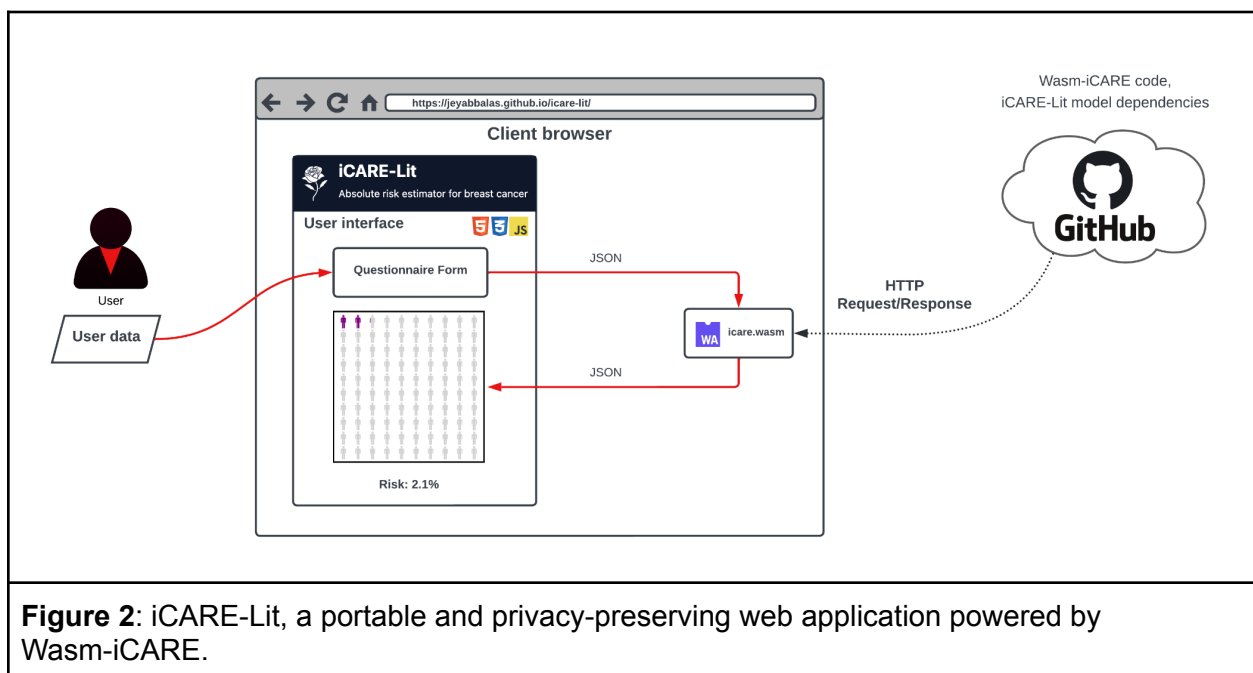 Wasm-iCARE code,
iCARE-Lit model dependencies
GitHub
https://jeyabbalas.github.io/icare-lit/
Client browser
iCARE-Lit
Absolute risk estimator for breast cancer
User interface
5
3
JS
Questionnaire Form
JSON
HTTP
Request/Response
User
User data
WA
icare.wasm
JSON
Risk: 2.1%
Figure 2: iCARE-Lit, a portable and privacy-preserving web application powered by
Wasm-iCARE.